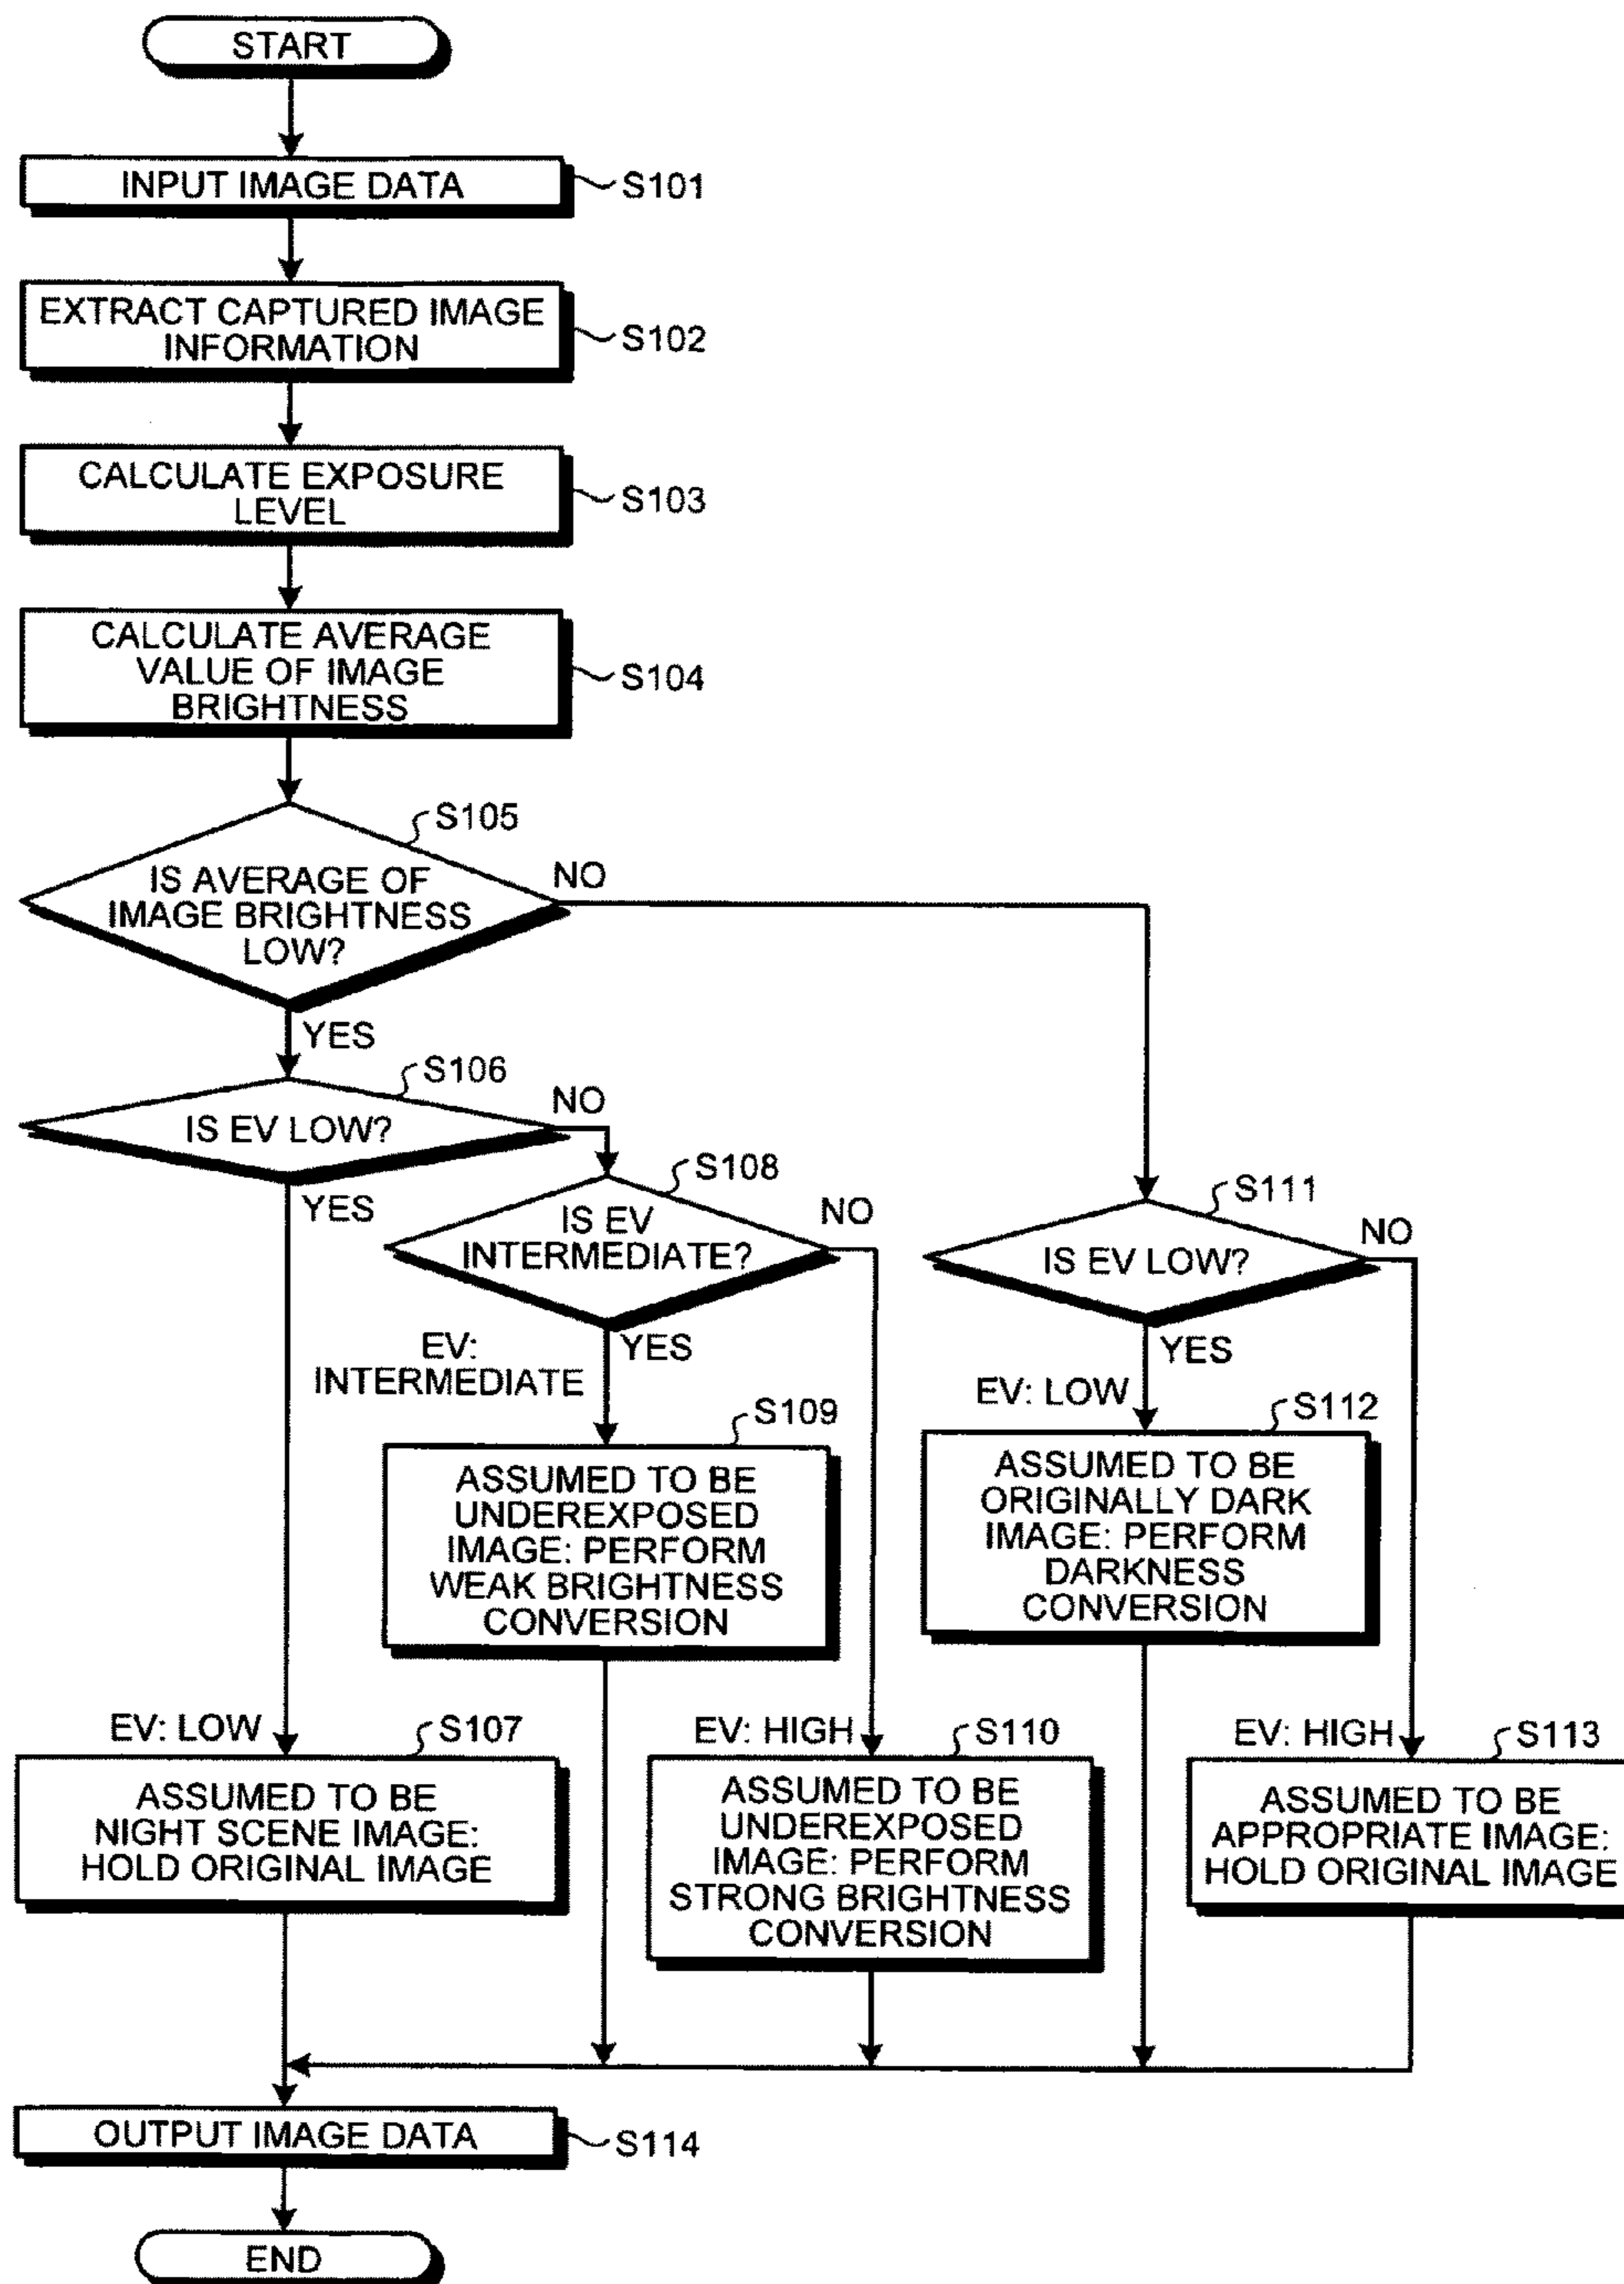 START
INPUT IMAGE DATA
S101
EXTRACT CAPTURED IMAGE
INFORMATION
S102
CALCULATE EXPOSURE
LEVEL
S103
CALCULATE AVERAGE
VALUE OF IMAGE
BRIGHTNESS
S104
S105
IS AVERAGE OF
IMAGE BRIGHTNESS
LOW?
NO
YES
S106
IS EV LOW?
NO
YES
S108
IS EV
INTERMEDIATE?
NO
YES
EV:
INTERMEDIATE
S111
IS EV LOW?
NO
YES
EV: LOW
S109
ASSUMED TO BE
UNDEREXPOSED
IMAGE: PERFORM
WEAK BRIGHTNESS
CONVERSION
S112
ASSUMED TO BE
ORIGINALLY DARK
IMAGE: PERFORM
DARKNESS
CONVERSION
EV: LOW
S107
ASSUMED TO BE
NIGHT SCENE IMAGE:
HOLD ORIGINAL IMAGE
EV: HIGH
S110
ASSUMED TO BE
UNDEREXPOSED
IMAGE: PERFORM
STRONG BRIGHTNESS
CONVERSION
EV: HIGH
S113
ASSUMED TO BE
APPROPRIATE IMAGE:
HOLD ORIGINAL IMAGE
OUTPUT IMAGE DATA
S114
END